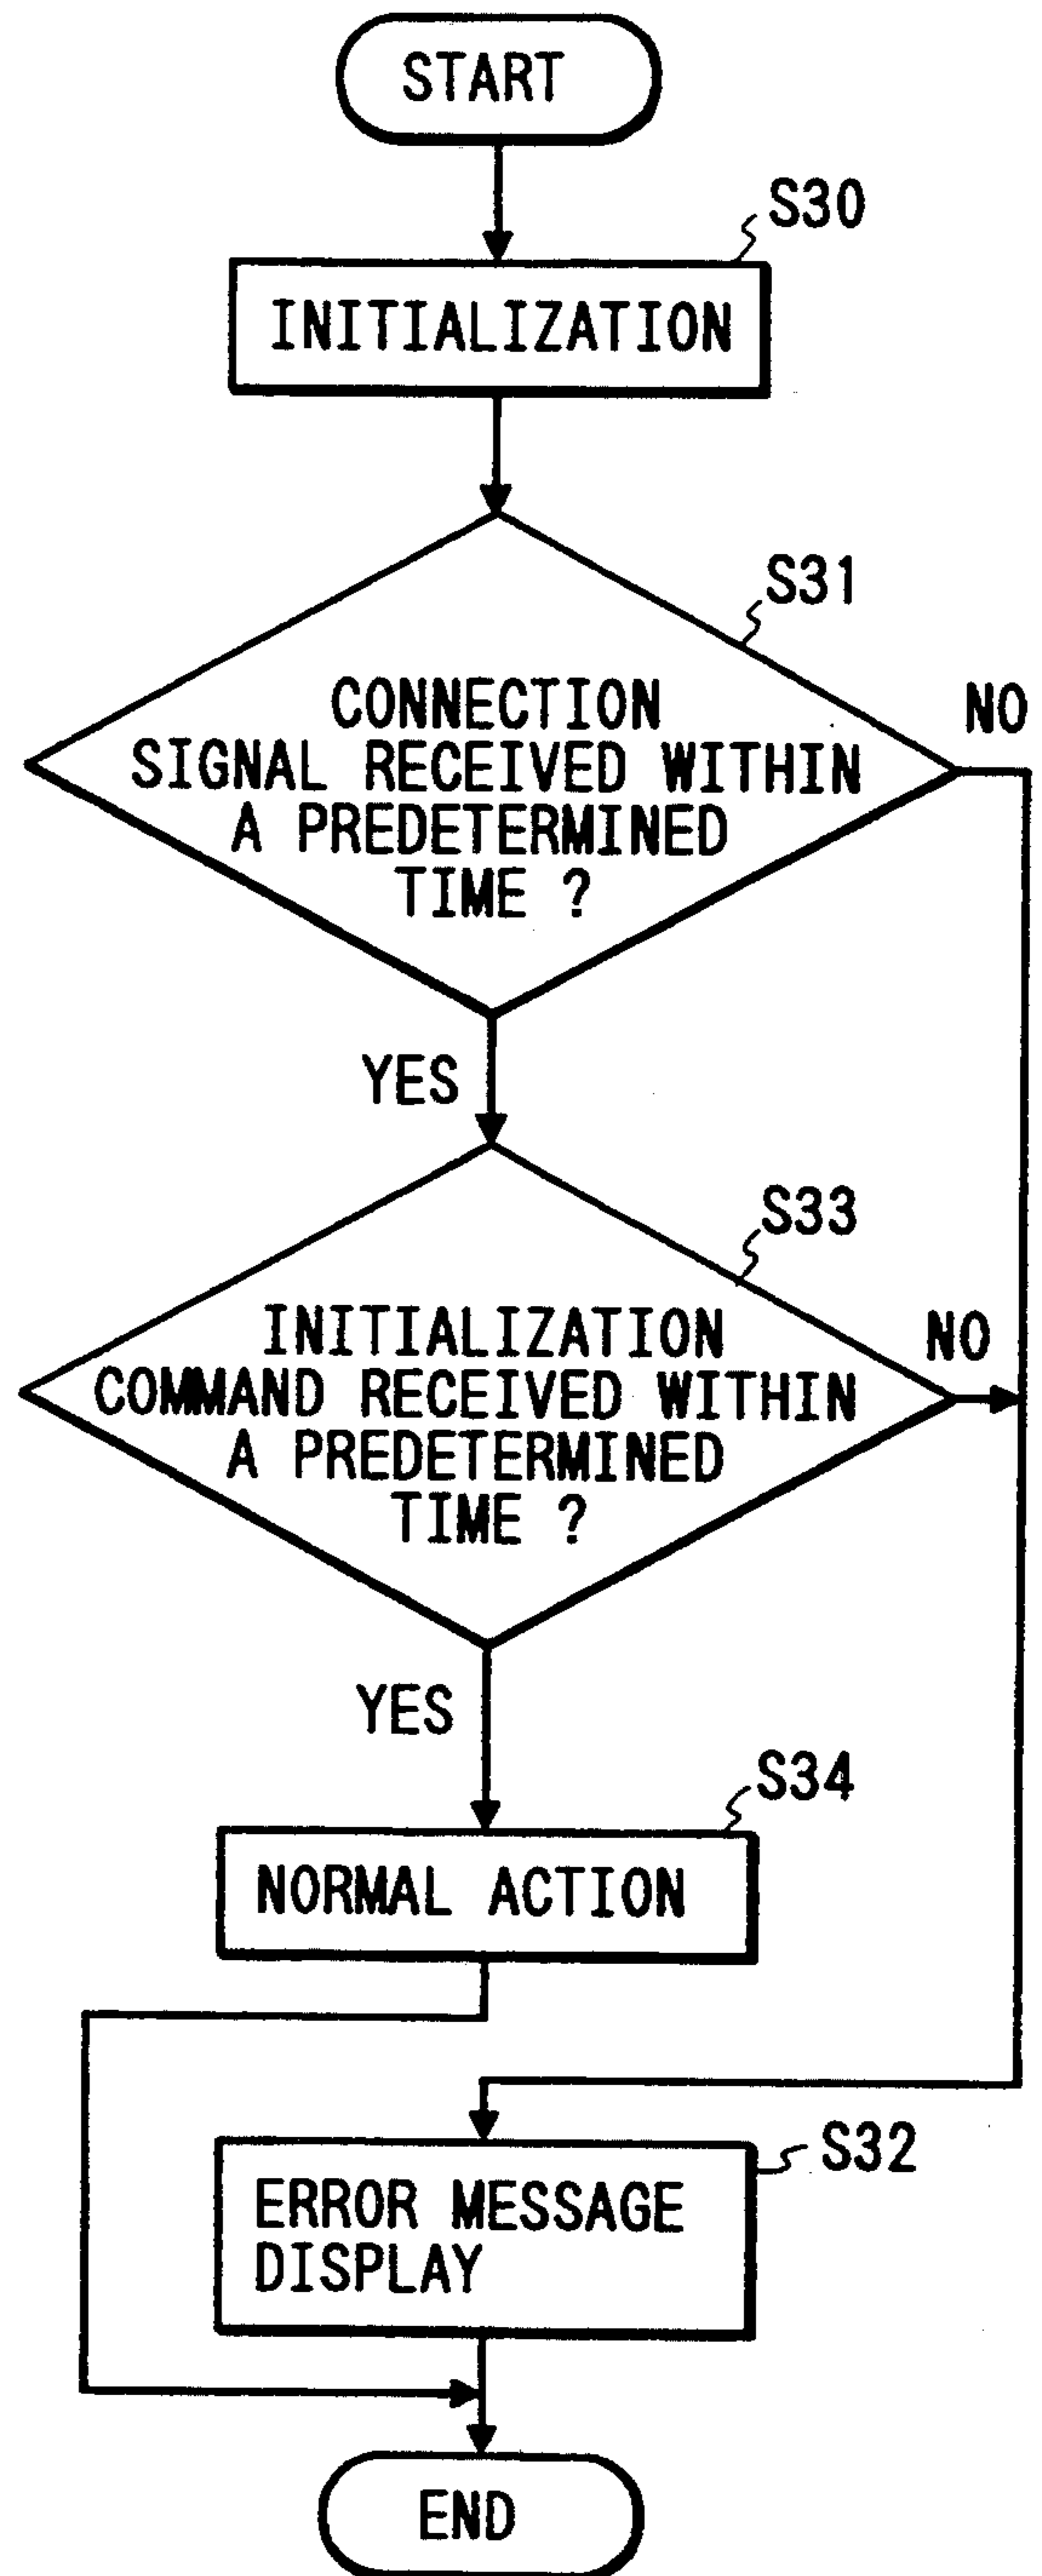 START
S30
INITIALIZATION
S31
CONNECTION
SIGNAL RECEIVED WITHIN
A PREDETERMINED
TIME ?
NO
YES
S33
INITIALIZATION
COMMAND RECEIVED WITHIN
A PREDETERMINED
TIME ?
NO
YES
S34
NORMAL ACTION
S32
ERROR MESSAGE
DISPLAY
END